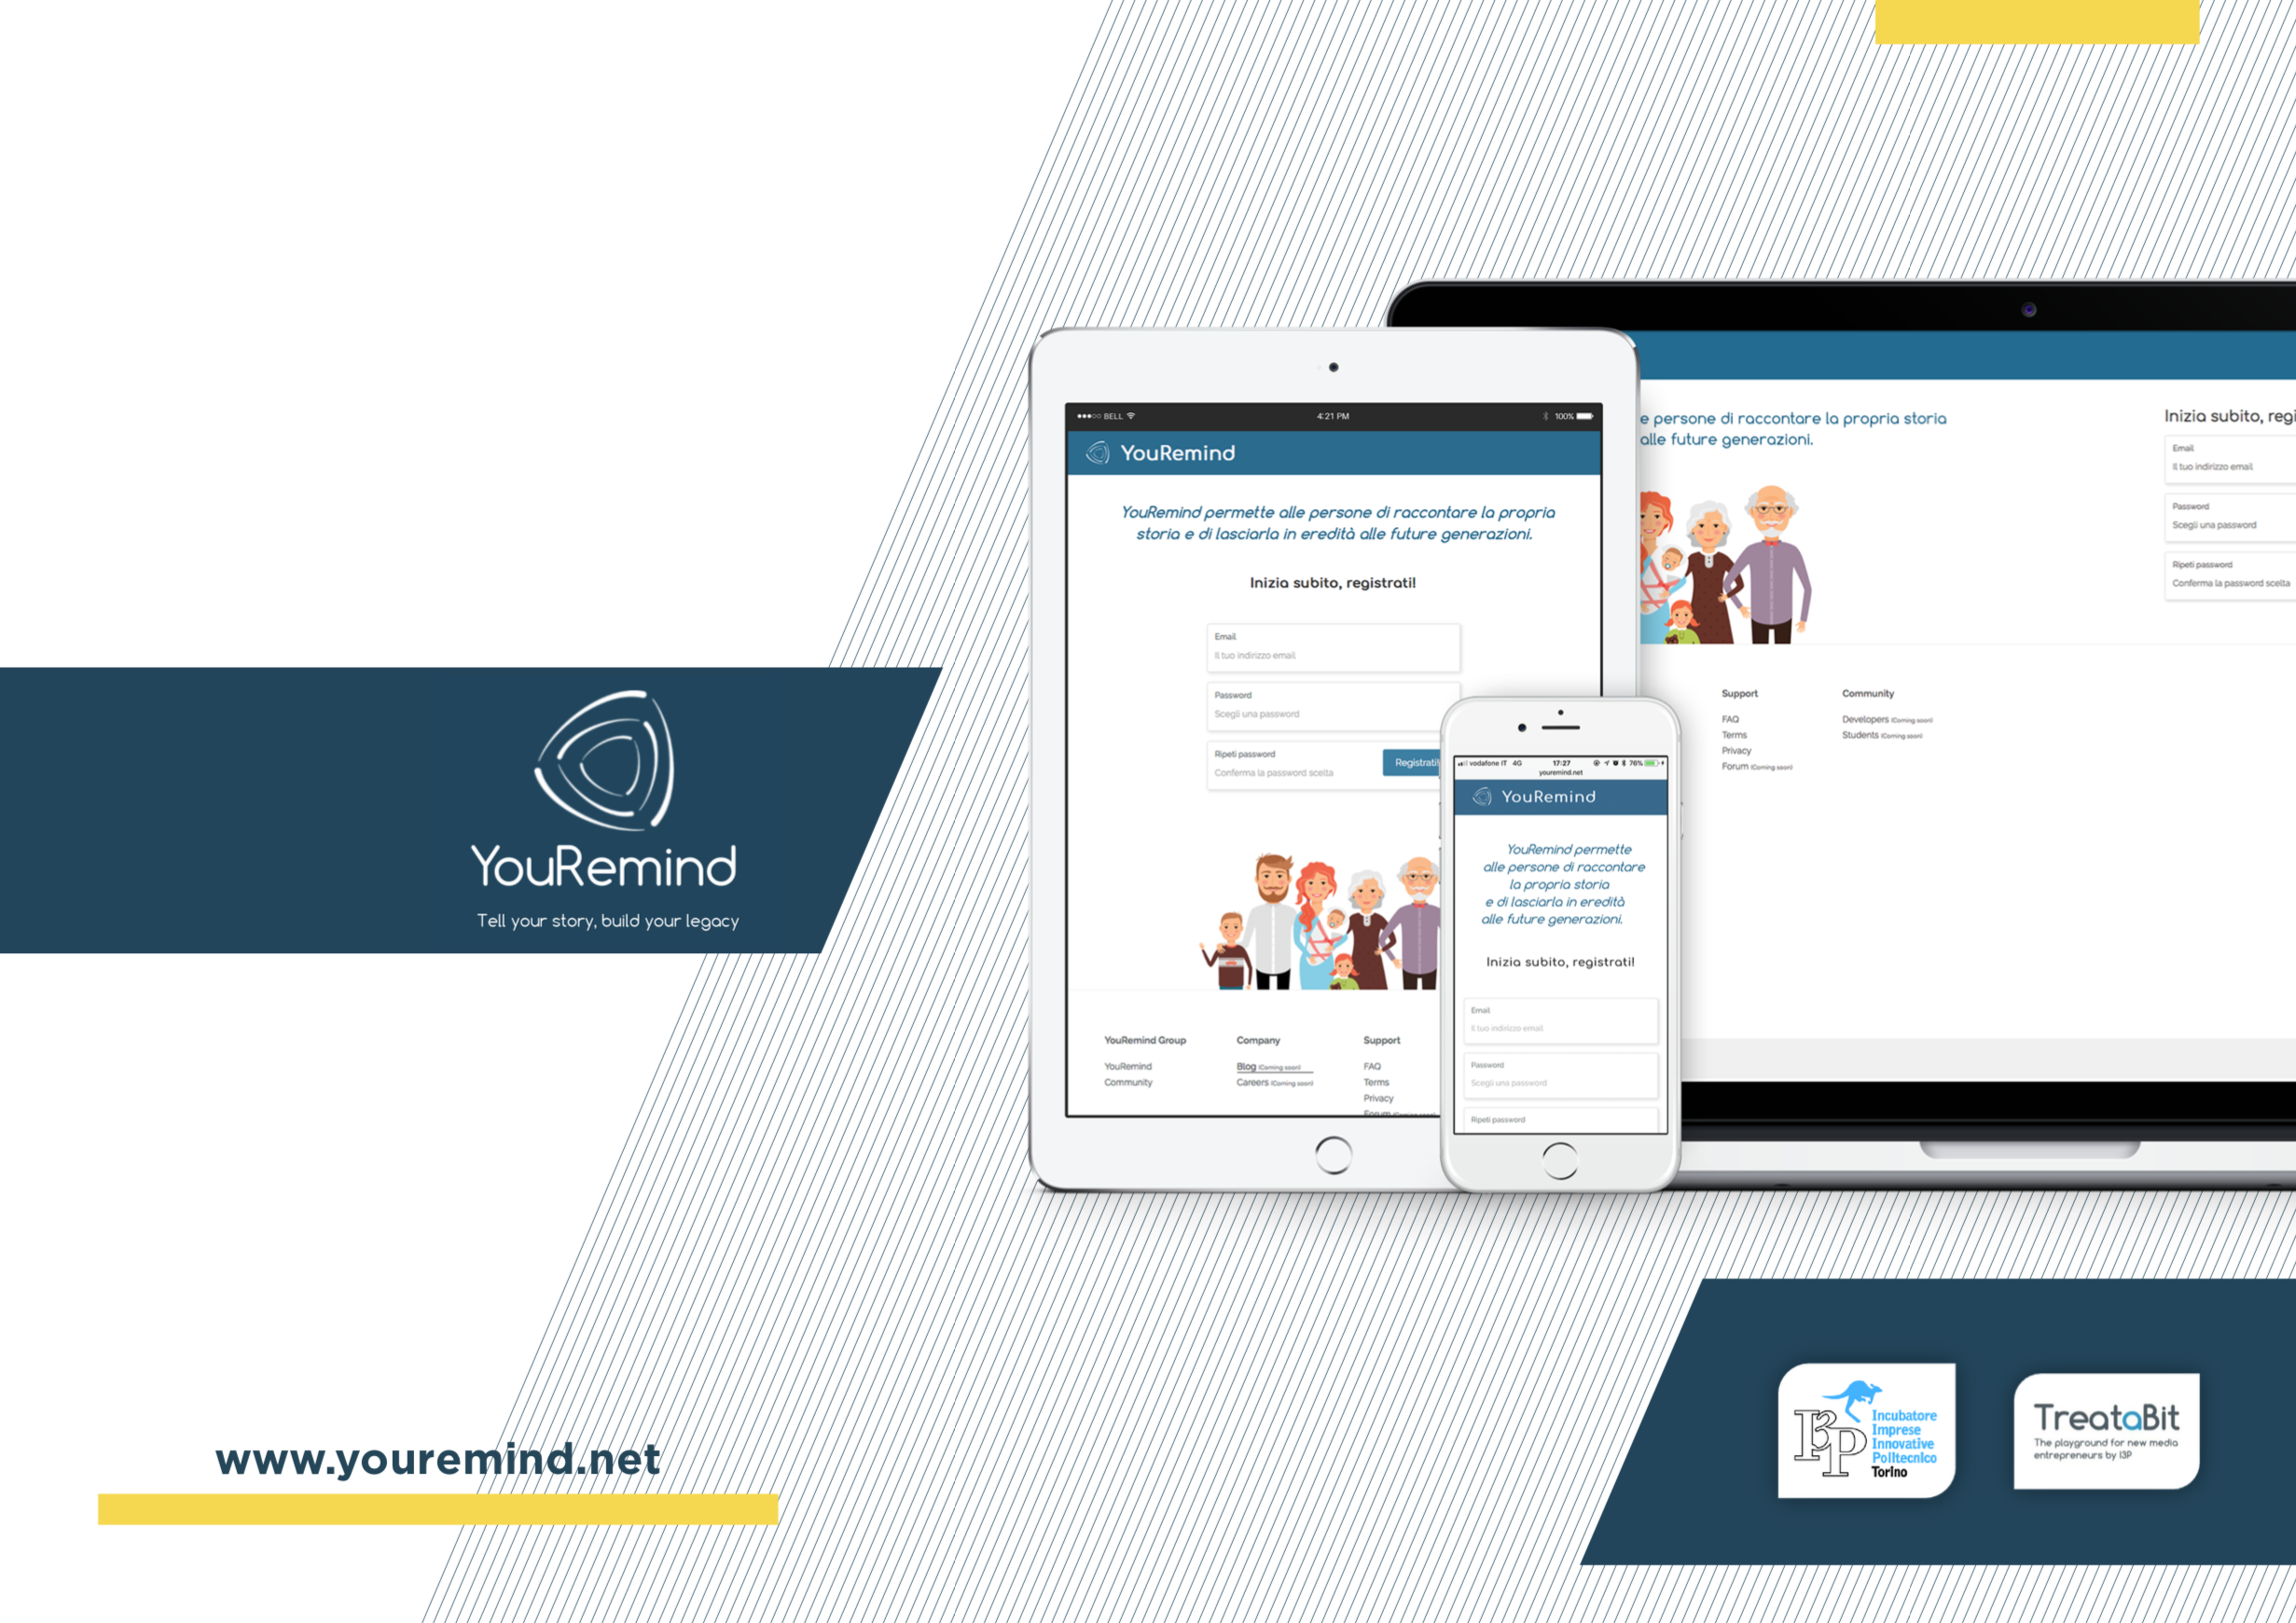 YouRemind
Tell your story, build your legacy
www.youremind.net
BELL
4:21 PM
100%
YouRemind
YouRemind permette alle persone di raccontare la propria
storia e di lasciarla in eredità alle future generazioni.
Inizia subito, registrati!
Email
Il tuo indirizzo email
Password
Scegli una password
Ripeti password
Conferma la password scelta
Registrati!
YouRemind Group
YouRemind
Community
Company
Blog (Coming soon)
Careers (Coming soon)
Support
FAQ
Terms
Privacy
Forum (Coming soon)
vodafone IT 4G
17:27
76%
youremind.net
YouRemind
YouRemind permette
alle persone di raccontare
la propria storia
e di lasciarla in eredità
alle future generazioni.
Inizia subito, registrati!
Email
Il tuo indirizzo email
Password
Scegli una password
Ripeti password
e persone di raccontare la propria storia
alle future generazioni.
Inizia subito, regi
Email
Il tuo indirizzo email
Password
Scegli una password
Ripeti password
Conferma la password scelta
Support
FAQ
Terms
Privacy
Forum (Coming soon)
Community
Developers (Coming soon)
Students (Coming soon)
I3P
Incubatore
Imprese
Innovative
Politecnico
Torino
TreataBit
The playground for new media
entrepreneurs by I3P